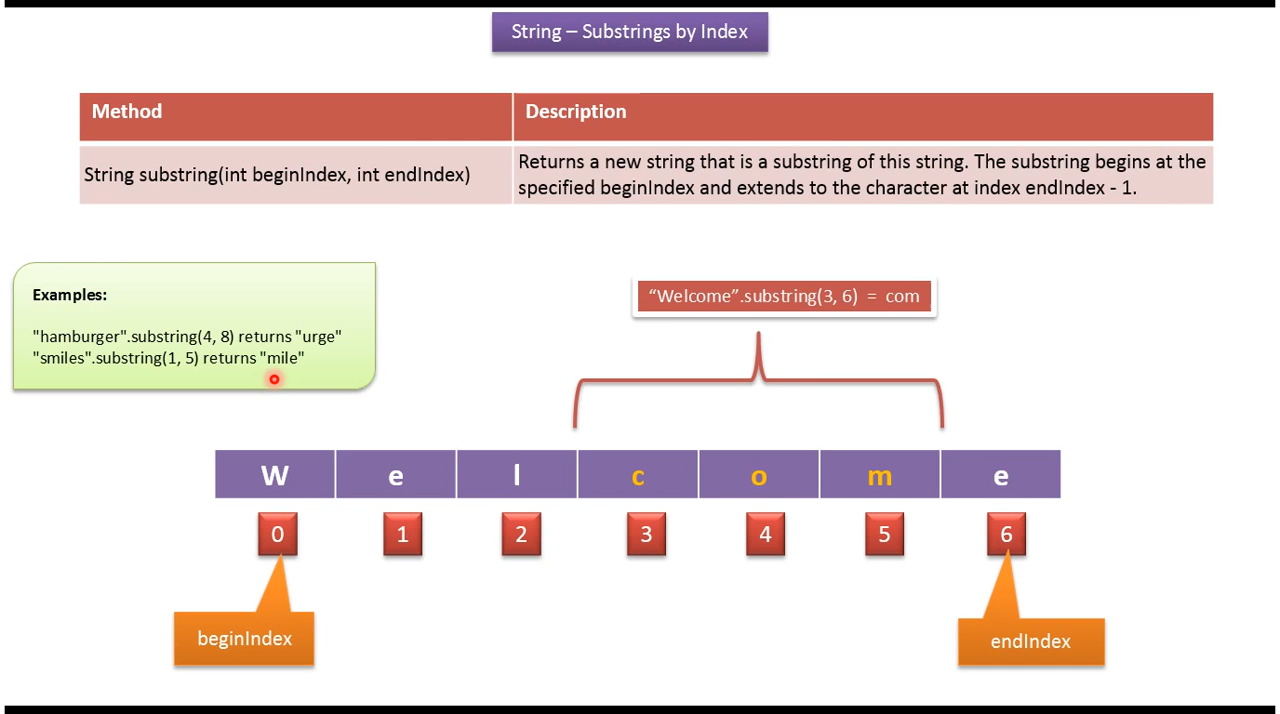 String – Substrings by Index
Method
Description
String substring(int beginIndex, int endIndex)
Returns a new string that is a substring of this string. The substring begins at the
specified beginIndex and extends to the character at index endIndex - 1.
Examples:
"hamburger".substring(4, 8) returns "urge"
"smiles".substring(1, 5) returns "mile"
“Welcome”.substring(3, 6) = com
W e l c o m e
0 1 2 3 4 5 6
beginIndex
endIndex